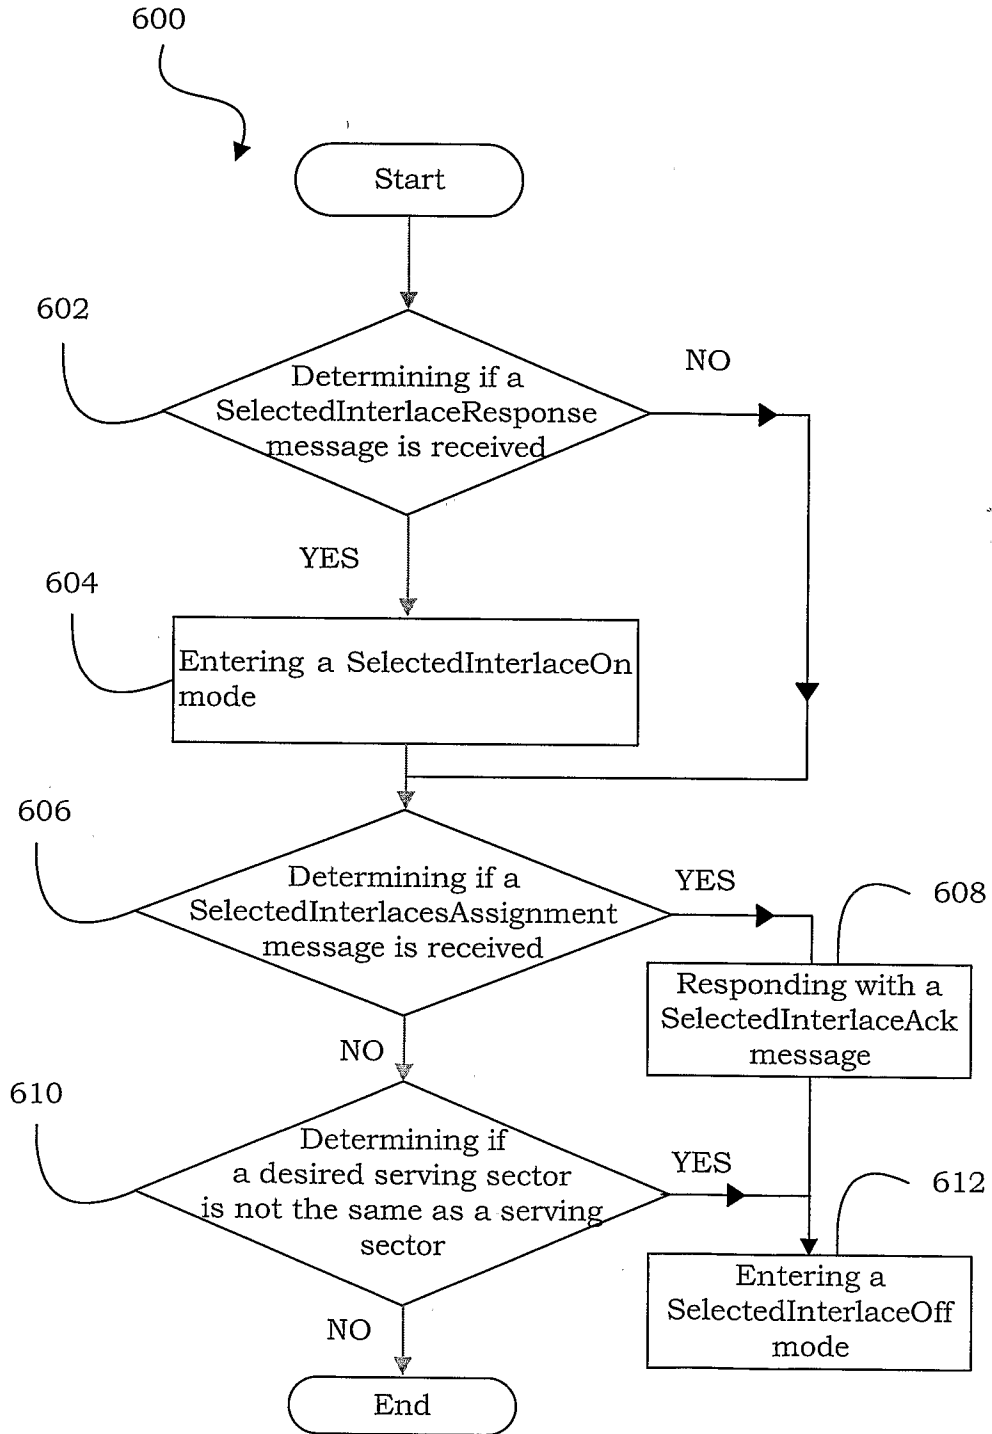 600
Start
602
Determining if a
SelectedInterlaceResponse
message is received
NO
YES
604
Entering a SelectedInterlaceOn
mode
606
Determining if a
SelectedInterlacesAssignment
message is received
YES
608
Responding with a
SelectedInterlaceAck
message
NO
610
Determining if
a desired serving sector
is not the same as a serving
sector
YES
612
Entering a
SelectedInterlaceOff
mode
NO
End